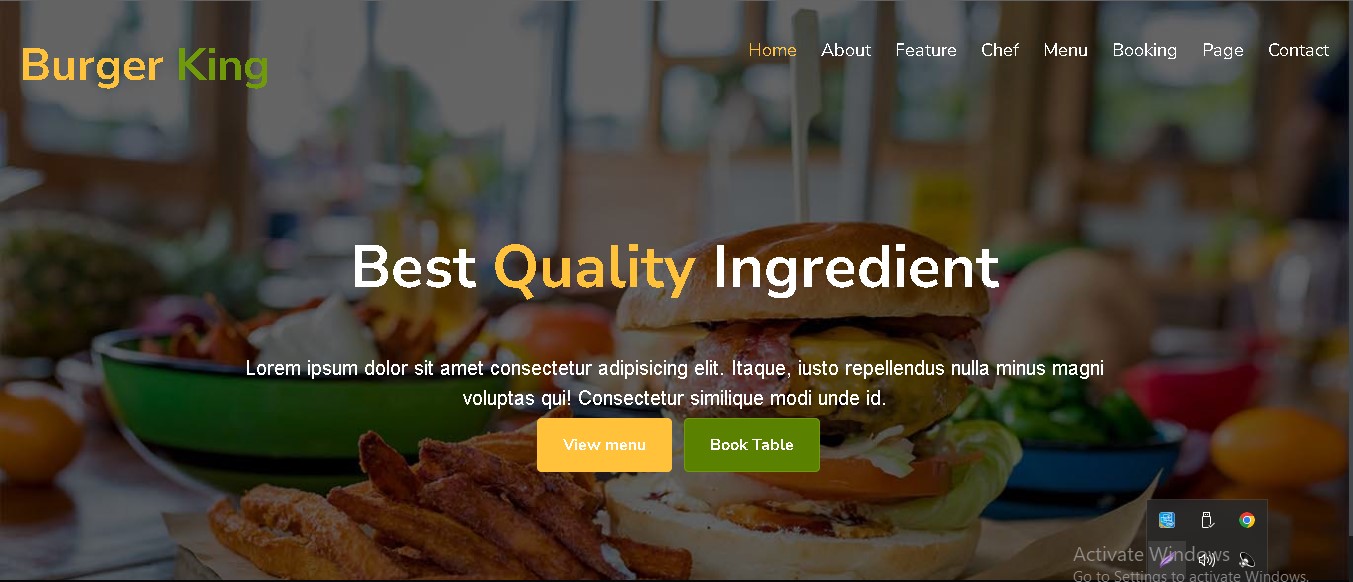 Burger King
Home About Feature Chef Menu Booking Page Contact
Best Quality Ingredient
Lorem ipsum dolor sit amet consectetur adipisicing elit. Itaque, iusto repellendus nulla minus magni
voluptas qui! Consectetur similique modi unde id.
View menu Book Table
Activate Windows
Go to Settings to activate Windows.